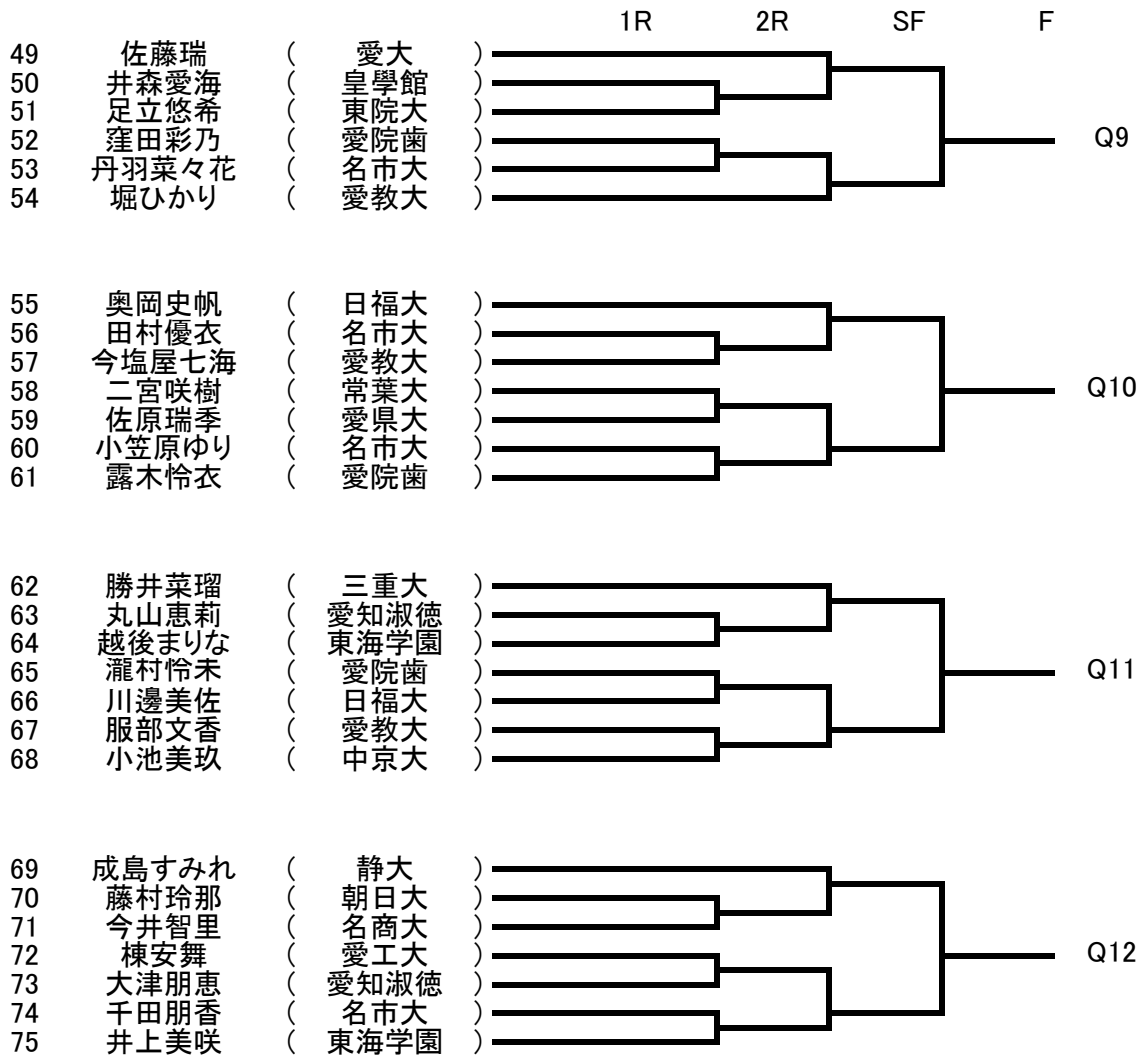 1R 2R SF F
49 佐藤瑞 ( 愛大 )
50 井森愛海 ( 皇學館 )
51 足立悠希 ( 東院大 )
52 窪田彩乃 ( 愛院歯 )
Q9
53 丹羽菜々花 ( 名市大 )
54 堀ひかり ( 愛教大 )
55 奥岡史帆 ( 日福大 )
56 田村優衣 ( 名市大 )
57 今塩屋七海 ( 愛教大 )
58 二宮咲樹 ( 常葉大 ) Q10
59 佐原瑞季 ( 愛県大 )
60 小笠原ゆり ( 名市大 )
61 露木怜衣 ( 愛院歯 )
62 勝井菜瑠 ( 三重大 )
63 丸山恵莉 ( 愛知淑徳 )
64 越後まりな ( 東海学園 )
65 瀧村怜未 ( 愛院歯 ) Q11
66 川邊美佐 ( 日福大 )
67 服部文香 ( 愛教大 )
68 小池美玖 ( 中京大 )
69 成島すみれ ( 静大 )
70 藤村玲那 ( 朝日大 )
71 今井智里 ( 名商大 )
72 棟安舞 ( 愛工大 ) Q12
73 大津朋恵 ( 愛知淑徳 )
74 千田朋香 ( 名市大 )
75 井上美咲 ( 東海学園 )